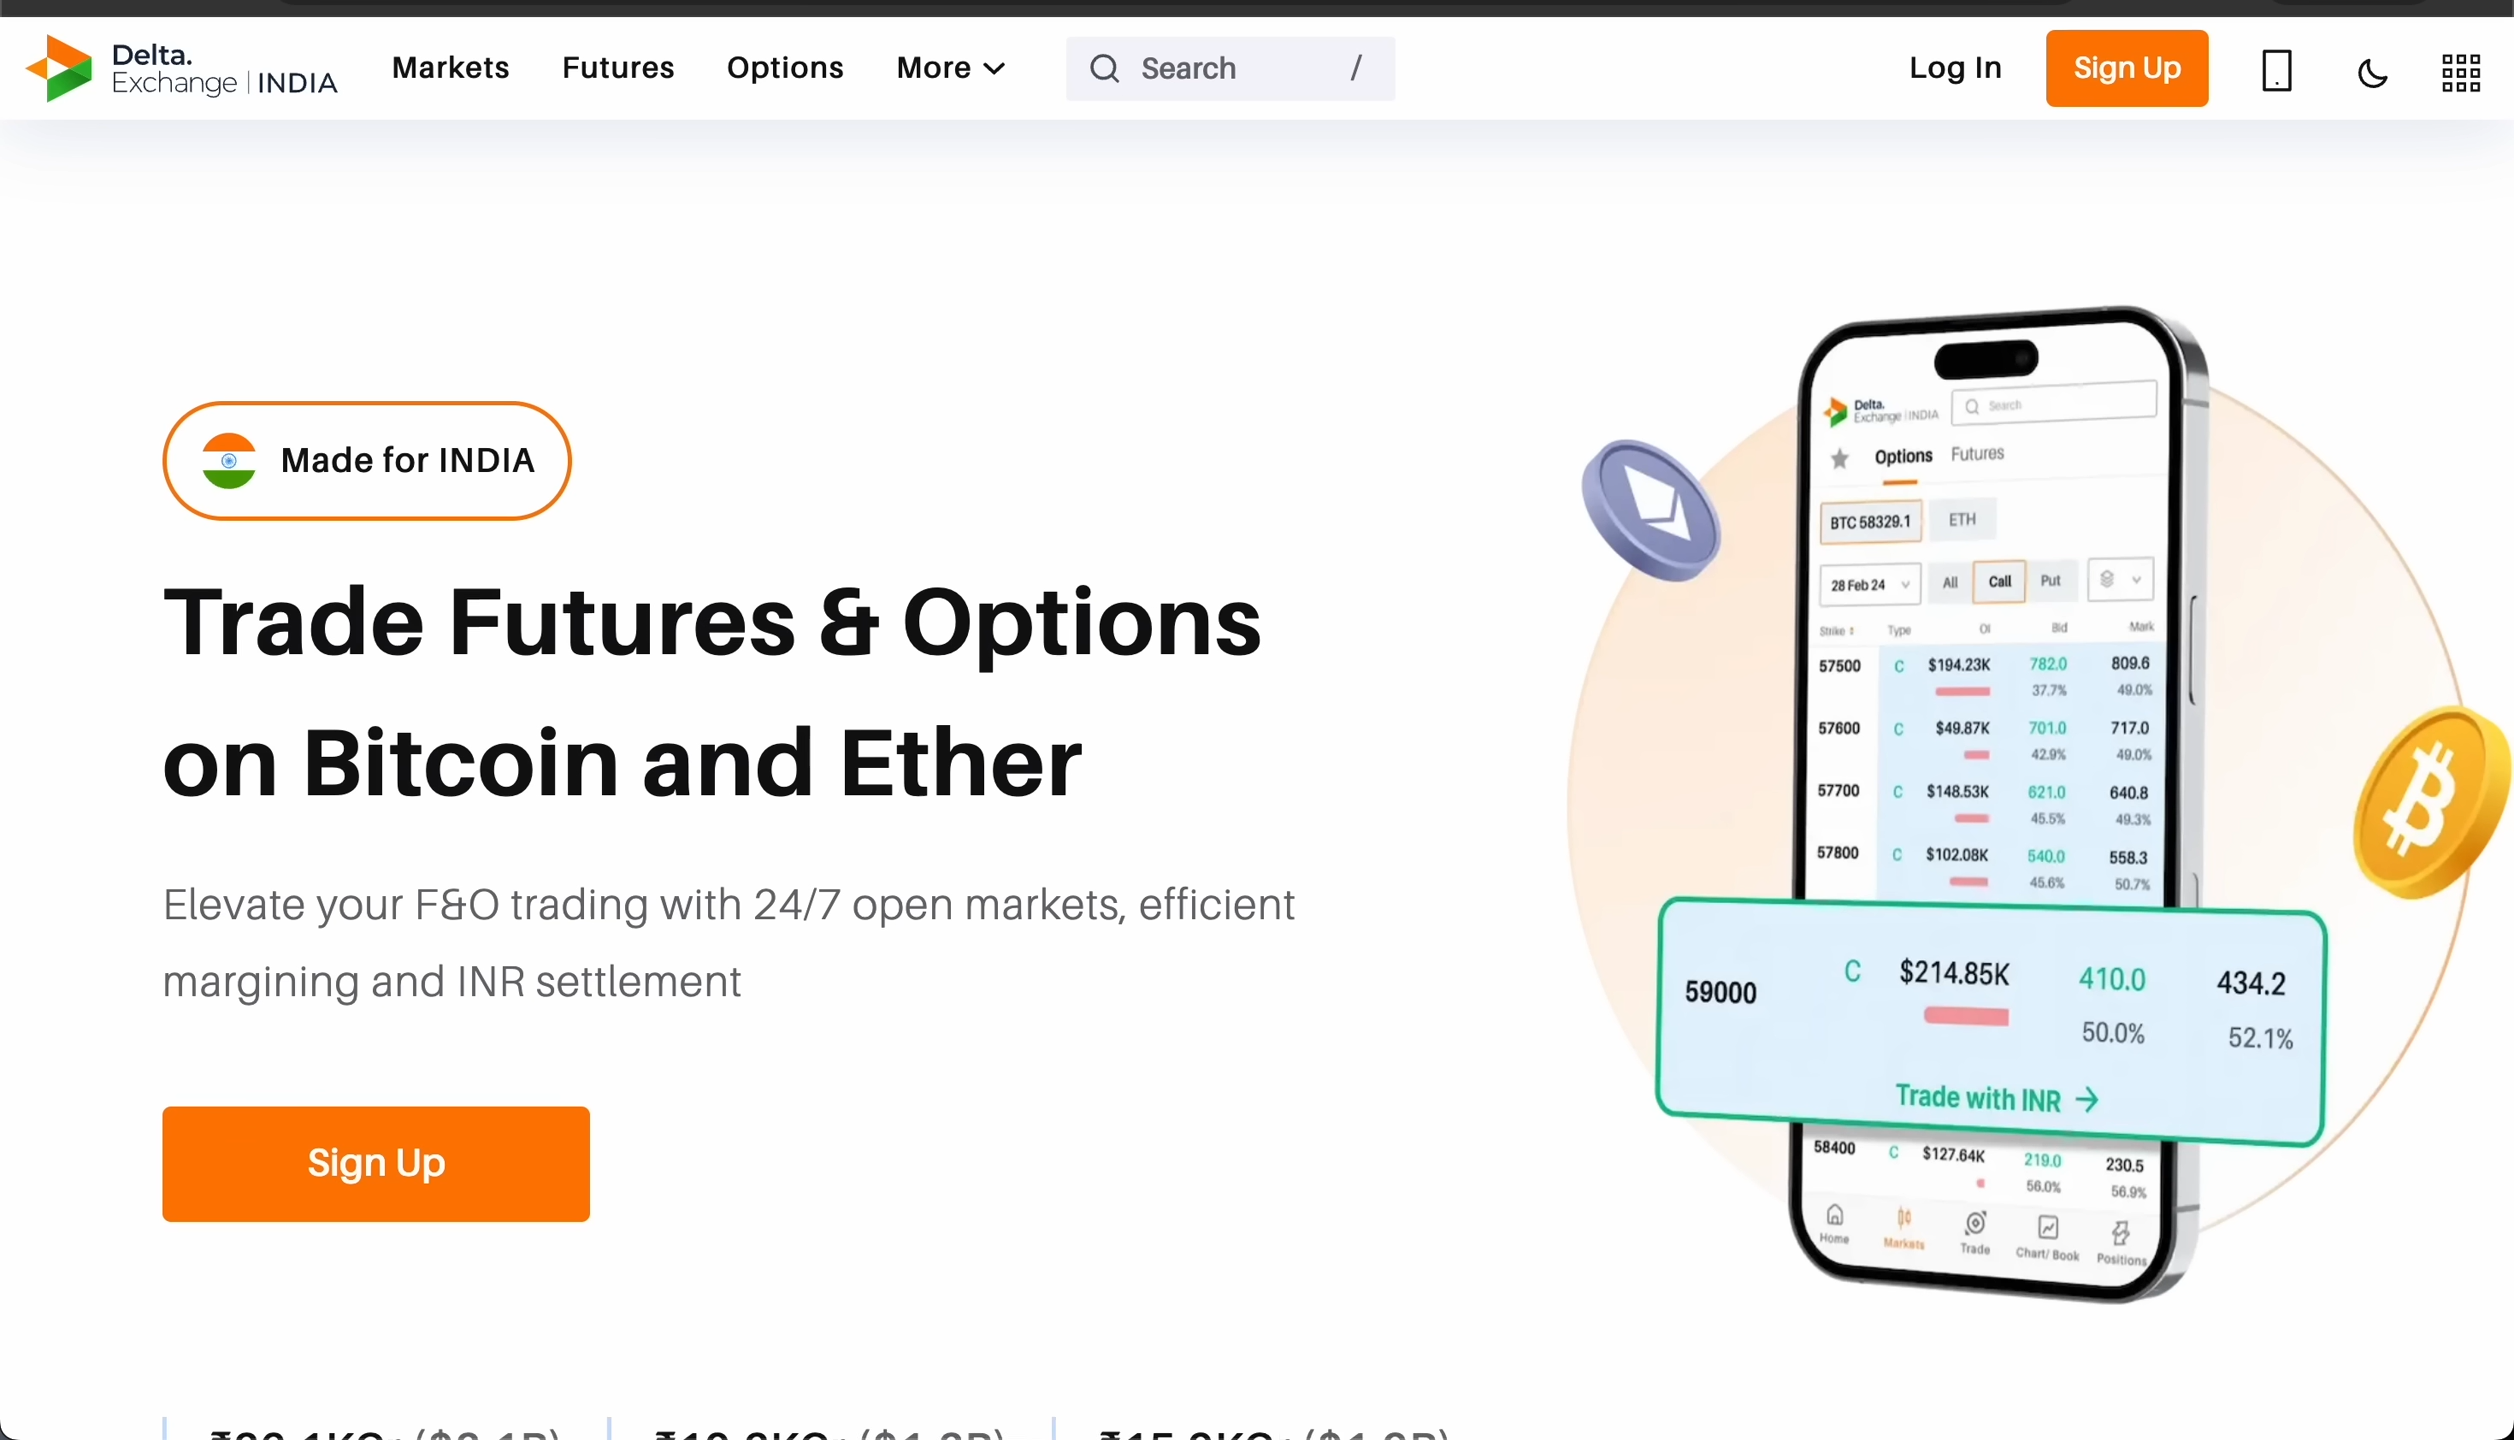 Delta.
Exchange | INDIA
Markets
Futures
Options
More
Search /
Log In
Sign Up
Made for INDIA
Trade Futures & Options
on Bitcoin and Ether
Elevate your F&O trading with 24/7 open markets, efficient
margining and INR settlement
Sign Up
Delta.
Exchange | INDIA
Search
Options Futures
BTC 58329.1 ETH
28 Feb 24 All Call Put
Strike Type OI Bid Mark
57500 C $194.23K 782.0 809.6
37.7% 49.0%
57600 C $49.87K 701.0 717.0
42.9% 49.0%
57700 C $148.53K 621.0 640.8
45.5% 49.3%
57800 C $102.08K 540.0 558.3
45.6% 50.7%
59000 C $214.85K 410.0 434.2
50.0% 52.1%
Trade with INR →
58400 C $127.64K 219.0 230.5
56.0% 56.9%
Home Markets Trade Chart/ Book Positions